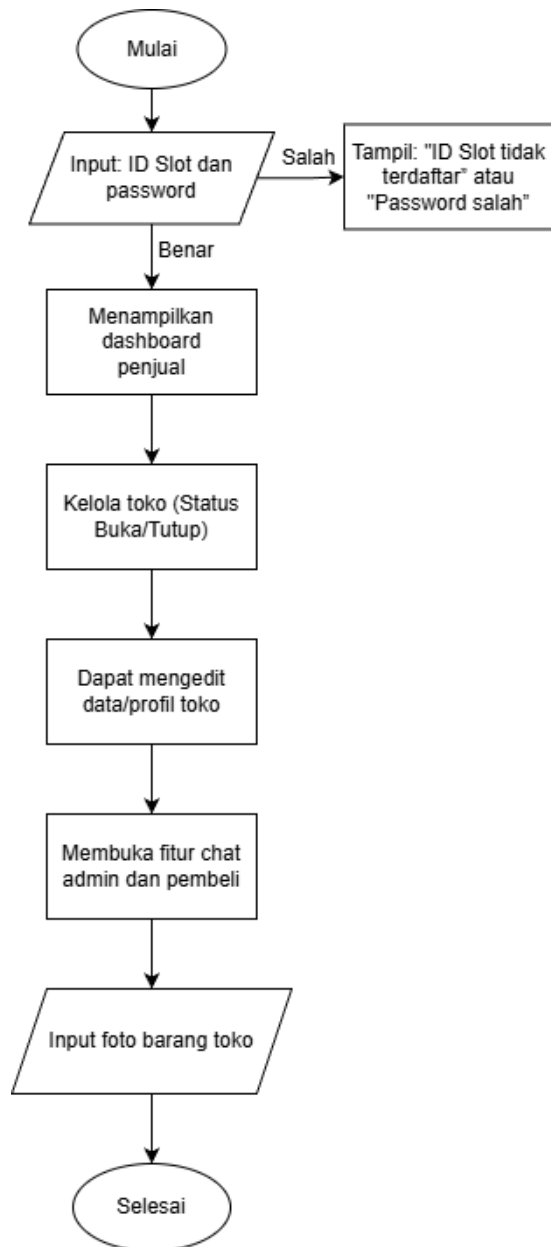 Mulai
Input: ID Slot dan
password
Salah
Tampil: "ID Slot tidak
terdaftar" atau
"Password salah"
Benar
Menampilkan
dashboard
penjual
Kelola toko (Status
Buka/Tutup)
Dapat mengedit
data/profil toko
Membuka fitur chat
admin dan pembeli
Input foto barang toko
Selesai